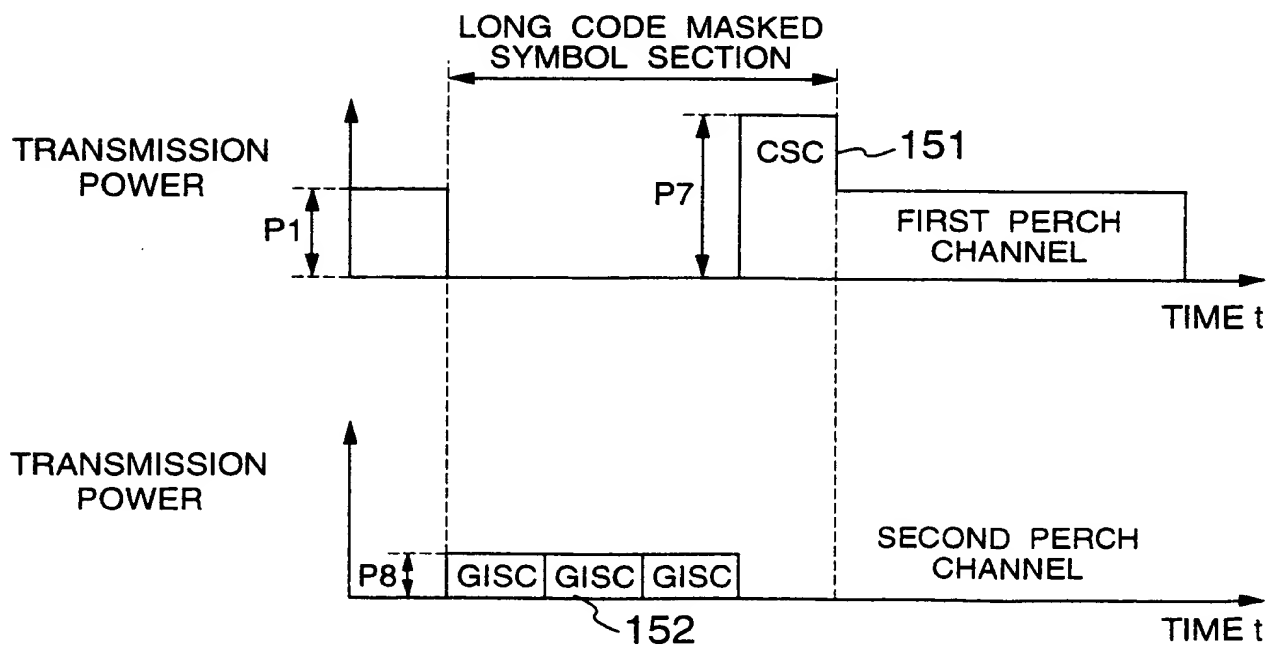 LONG CODE MASKED
SYMBOL SECTION
TRANSMISSION
POWER
P1
P7
CSC
151
FIRST PERCH
CHANNEL
TIME t
TRANSMISSION
POWER
P8
GISC GISC GISC
152
SECOND PERCH
CHANNEL
TIME t